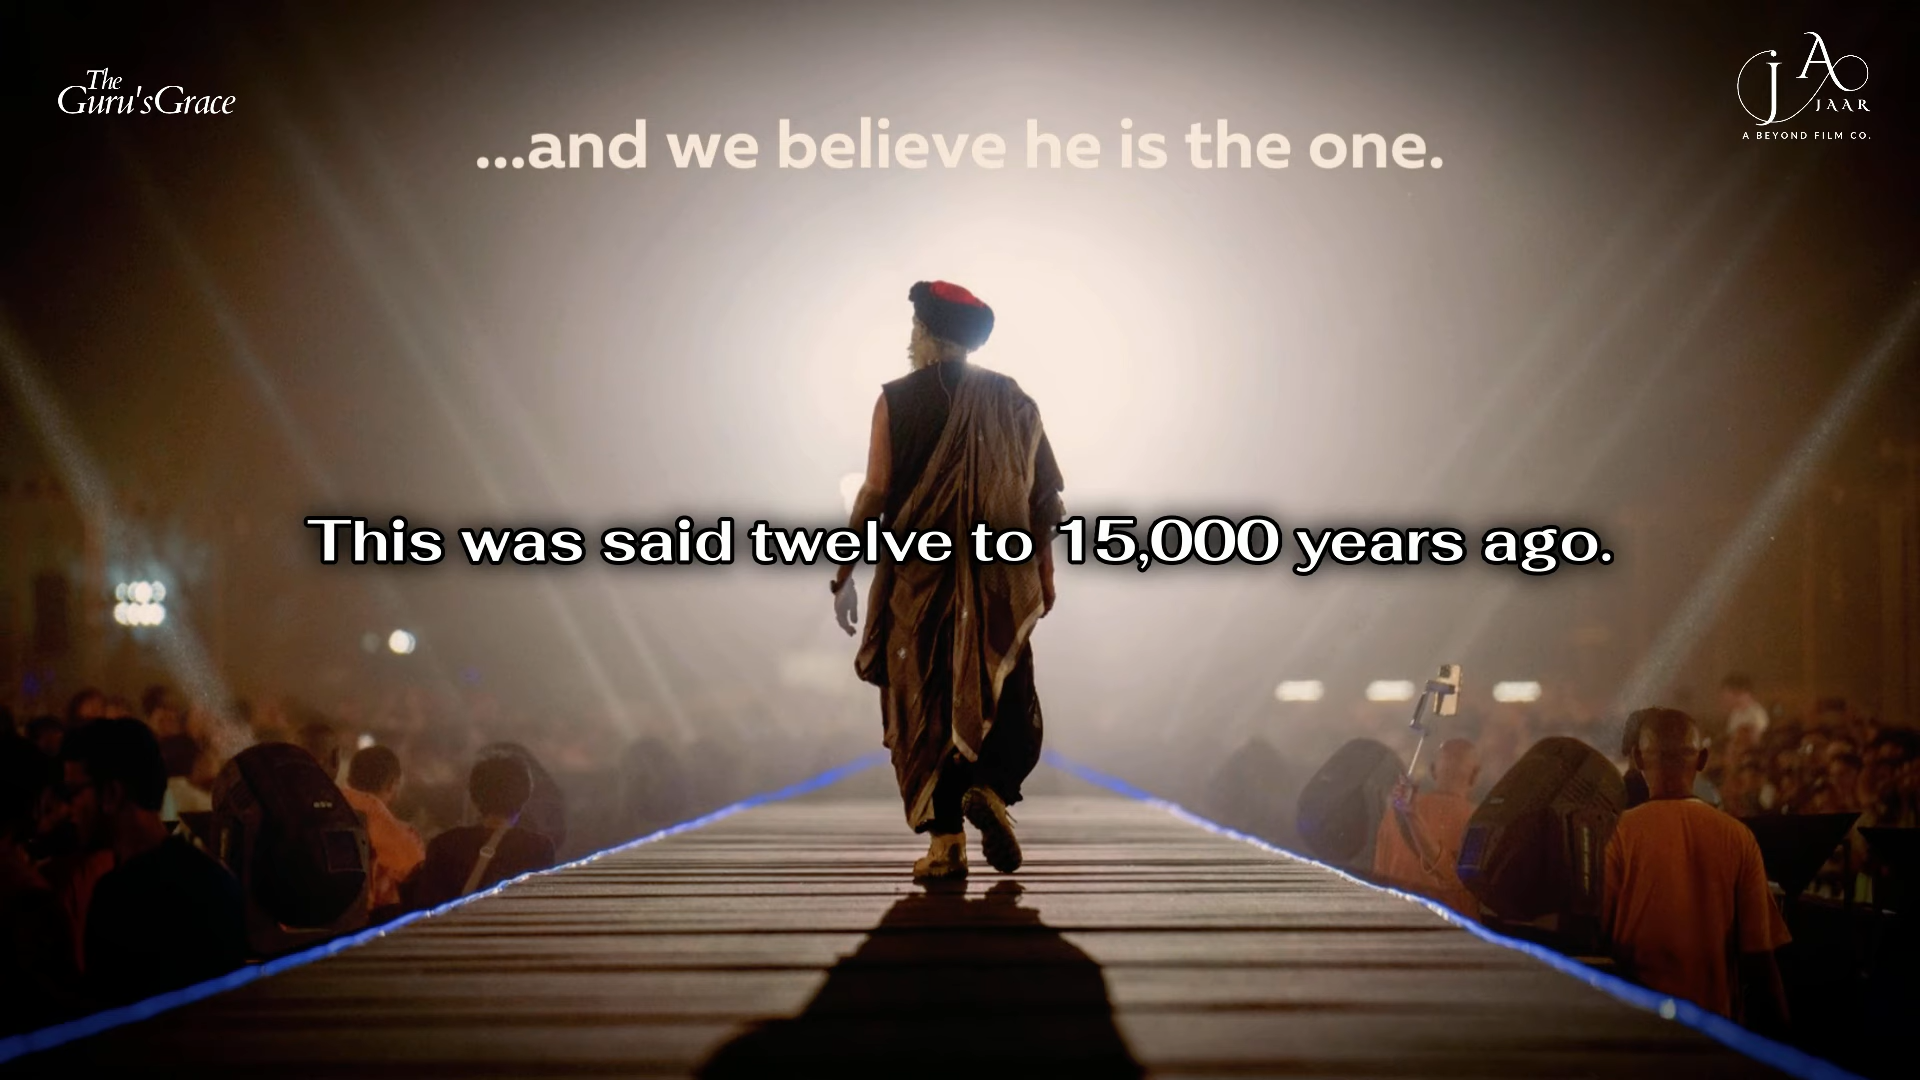 The
Guru'sGrace
JA
JAAR
A BEYOND FILM CO.
...and we believe he is the one.
This was said twelve to 15,000 years ago.